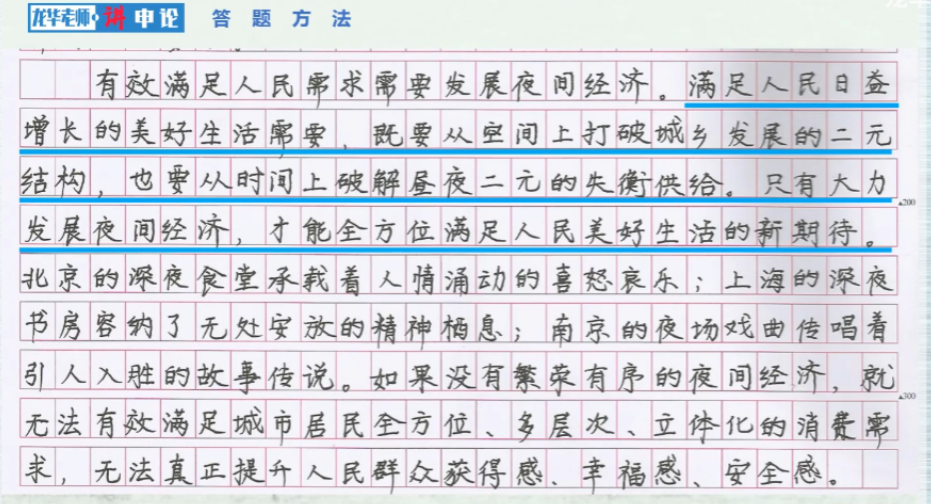 龙华老师·讲申论 答题方法
有效满足人民需求需要发展夜间经济。满足人民日益
增长的美好生活需要，既要从空间上打破城乡发展的二元
结构，也要从时间上破解昼夜二元的失衡供给。只有大力
▲200
发展夜间经济，才能全方位满足人民美好生活的新期待。
北京的深夜食堂承载着人情涌动的喜怒哀乐；上海的深夜
书房容纳了无处安放的精神栖息；南京的夜场戏曲传唱着
引人入胜的故事传说。如果没有繁荣有序的夜间经济，就
▲300
无法有效满足城市居民全方位、多层次、立体化的消费需
求，无法真正提升人民群众获得感、幸福感、安全感。